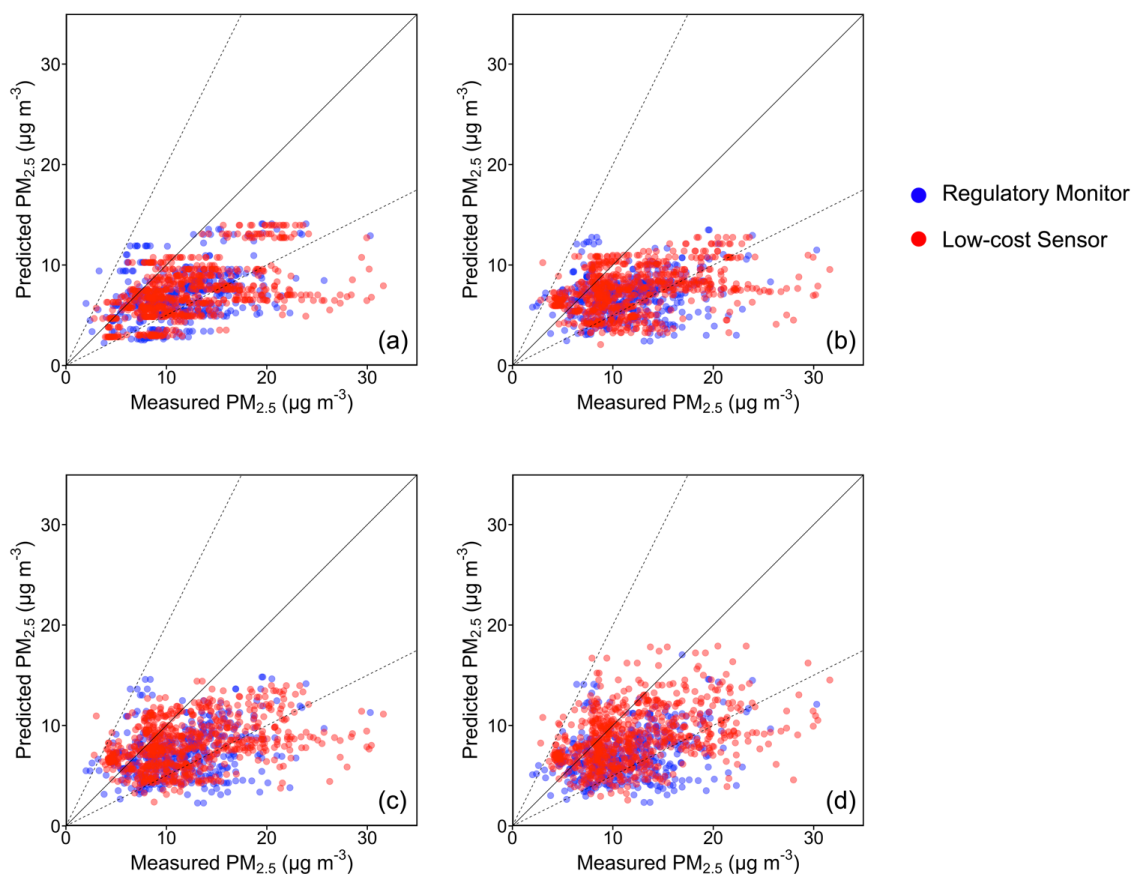 30
20
10
0
Predicted PM2.5 (µg m-3)
0 10 20 30
Measured PM2.5 (µg m-3)
(a)
30
20
10
0
Predicted PM2.5 (µg m-3)
0 10 20 30
Measured PM2.5 (µg m-3)
(b)
Regulatory Monitor
Low-cost Sensor
30
20
10
0
Predicted PM2.5 (µg m-3)
0 10 20 30
Measured PM2.5 (µg m-3)
(c)
30
20
10
0
Predicted PM2.5 (µg m-3)
0 10 20 30
Measured PM2.5 (µg m-3)
(d)